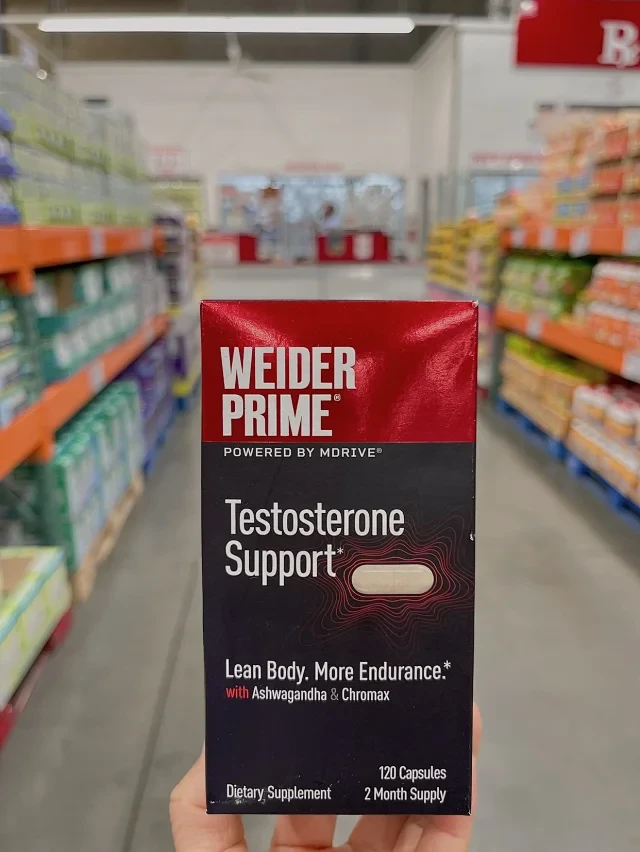 WEIDER
PRIME®
POWERED BY MDRIVE®
Testosterone
Support*
Lean Body. More Endurance.*
with Ashwagandha & Chromax
120 Capsules
Dietary Supplement 2 Month Supply